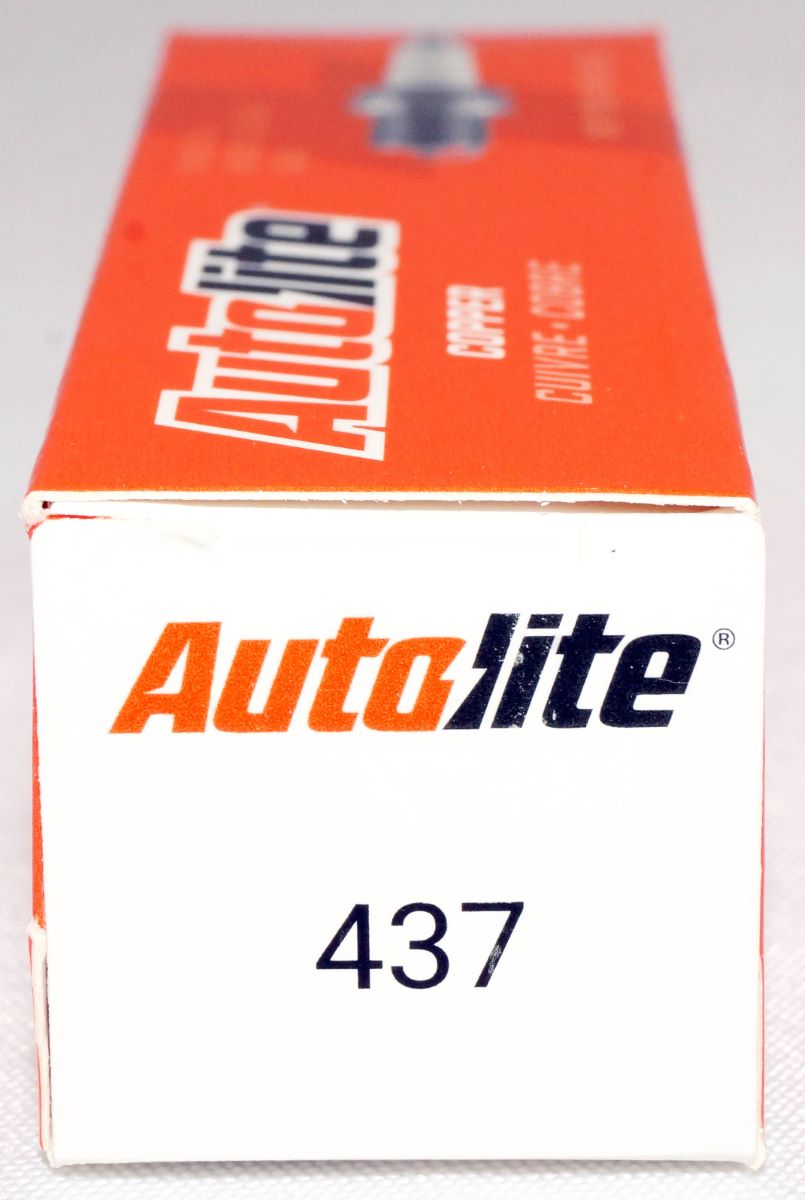 Autolite
COPPER
CUIVRE • COBRE
Autolite®
437